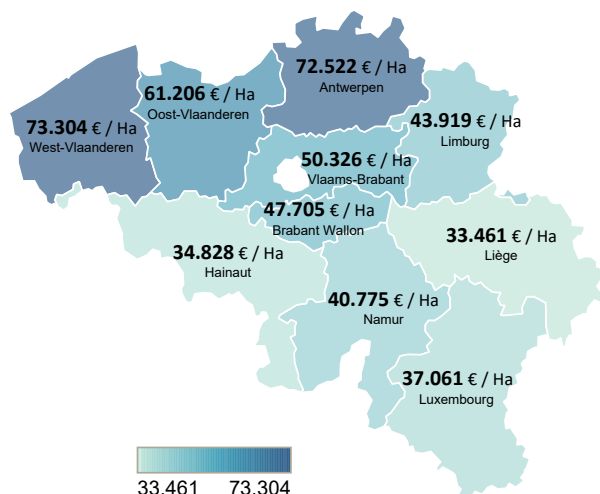 72.522 € / Ha
Antwerpen
61.206 € / Ha
Oost-Vlaanderen
73.304 € / Ha
West-Vlaanderen
43.919 € / Ha
Limburg
50.326 € / Ha
Vlaams-Brabant
47.705 € / Ha
Brabant Wallon
34.828 € / Ha
Hainaut
33.461 € / Ha
Liège
40.775 € / Ha
Namur
37.061 € / Ha
Luxembourg
33.461 73.304